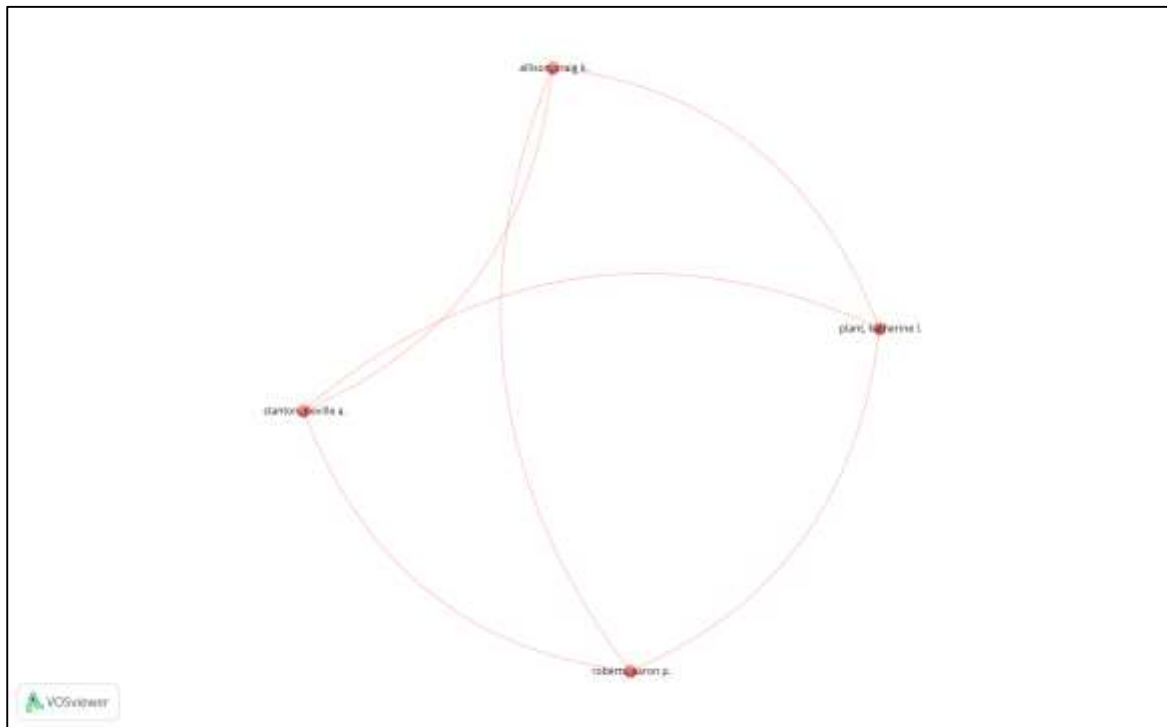 allison, craig k.
plant, katherine l.
stanton, neville a.
roberts, aaron p.
VOSviewer